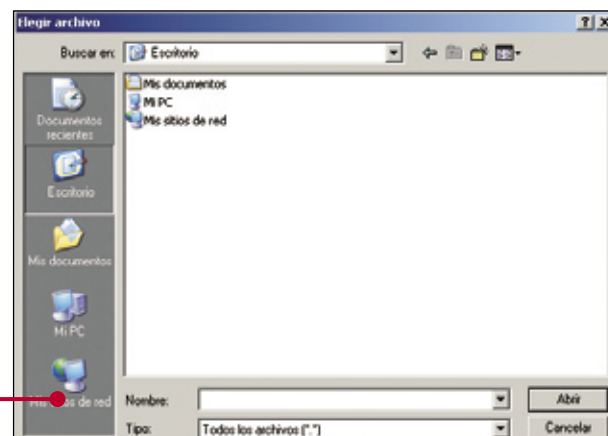 Elegir archivo
Buscar en: Escritorio
Mis documentos
Mi PC
Mis sitios de red
Documentos
recientes
Escritorio
Mis documentos
Mi PC
Mis sitios de red
Nombre: Abrir
Tipo: Todos los archivos (*.*) Cancelar